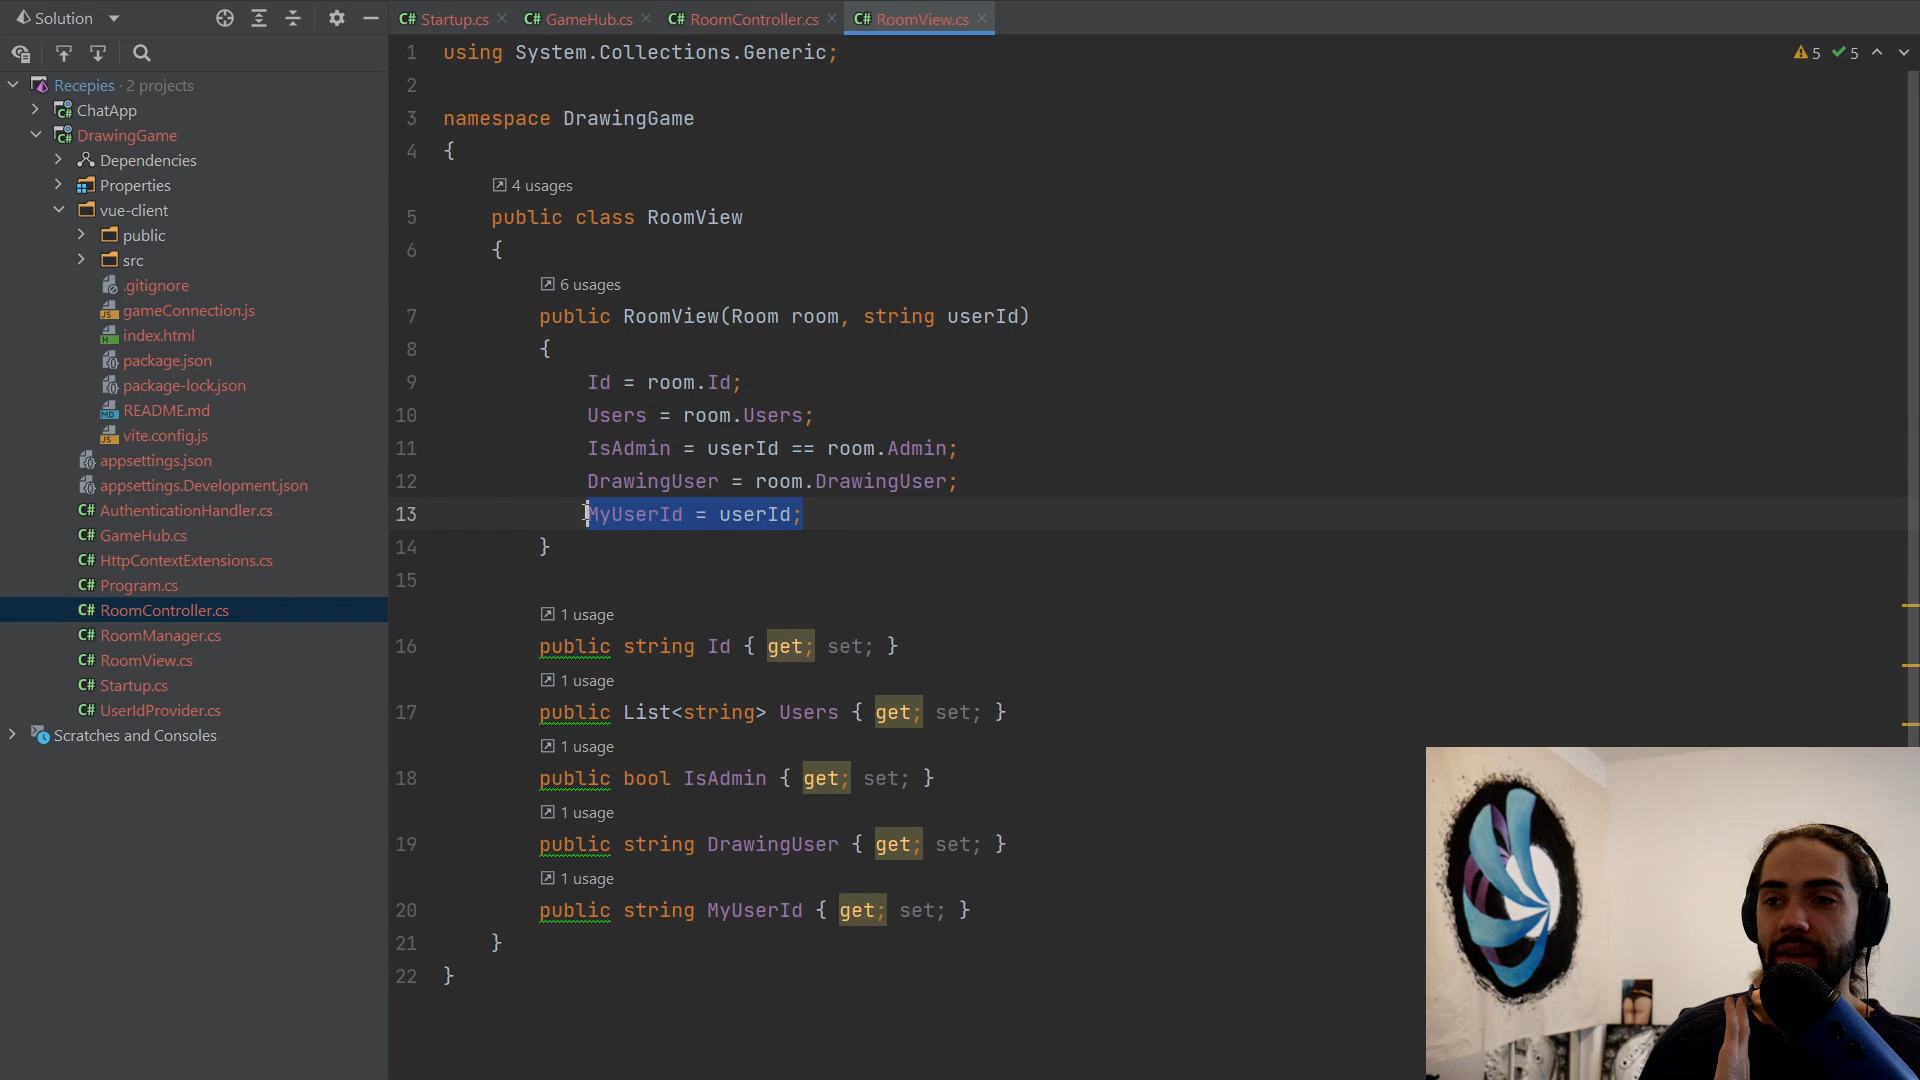 Solution
Recepies · 2 projects
ChatApp
DrawingGame
Dependencies
Properties
vue-client
public
src
.gitignore
gameConnection.js
index.html
package.json
package-lock.json
README.md
vite.config.js
appsettings.json
appsettings.Development.json
C# AuthenticationHandler.cs
C# GameHub.cs
C# HttpContextExtensions.cs
C# Program.cs
C# RoomController.cs
C# RoomManager.cs
C# RoomView.cs
C# Startup.cs
C# UserIdProvider.cs
Scratches and Consoles
C# Startup.cs
C# GameHub.cs
C# RoomController.cs
C# RoomView.cs
5 5
1 using System.Collections.Generic;
2
3 namespace DrawingGame
4 {
4 usages
5 public class RoomView
6 {
6 usages
7 public RoomView(Room room, string userId)
8 {
9 Id = room.Id;
10 Users = room.Users;
11 IsAdmin = userId == room.Admin;
12 DrawingUser = room.DrawingUser;
13 MyUserId = userId;
14 }
15
1 usage
16 public string Id { get; set; }
1 usage
17 public List<string> Users { get; set; }
1 usage
18 public bool IsAdmin { get; set; }
1 usage
19 public string DrawingUser { get; set; }
1 usage
20 public string MyUserId { get; set; }
21 }
22 }